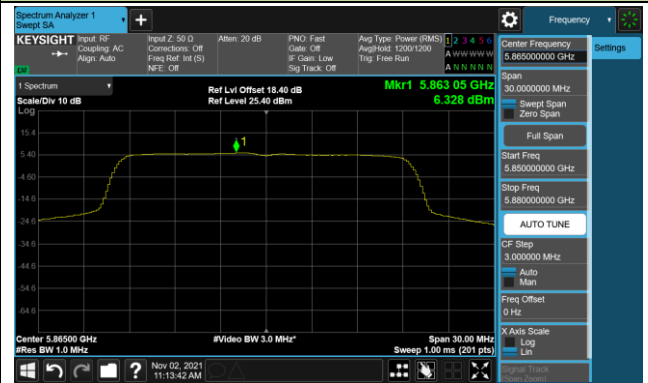 Spectrum Analyzer 1
Swept SA
Frequency
KEYSIGHT
Input: RF
Coupling: AC
Align: Auto
Input Z: 50 Ω
Corrections: Off
Freq Ref: Int (S)
NFE: Off
Atten: 20 dB
PNO: Fast
Gate: Off
IF Gain: Low
Sig Track: Off
Avg Type: Power (RMS)
Avg|Hold: 1200/1200
Trig: Free Run
1 2 3 4 5 6
A W W W W W
A N N N N N
LNI
1 Spectrum
Scale/Div 10 dB
Log
Ref Lvl Offset 18.40 dB
Ref Level 25.40 dBm
Mkr1 5.863 05 GHz
6.328 dBm
1
15.4
5.40
-4.60
-14.6
-24.6
-34.6
-44.6
-54.6
-64.6
Center 5.86500 GHz
#Res BW 1.0 MHz
#Video BW 3.0 MHz*
Span 30.00 MHz
Sweep 1.00 ms (201 pts)
Nov 02, 2021
11:13:42 AM
Center Frequency
5.865000000 GHz
Settings
Span
30.0000000 MHz
Swept Span
Zero Span
Full Span
Start Freq
5.850000000 GHz
Stop Freq
5.880000000 GHz
AUTO TUNE
CF Step
3.000000 MHz
Auto
Man
Freq Offset
0 Hz
X Axis Scale
Log
Lin
Signal Track
(Span Zoom)